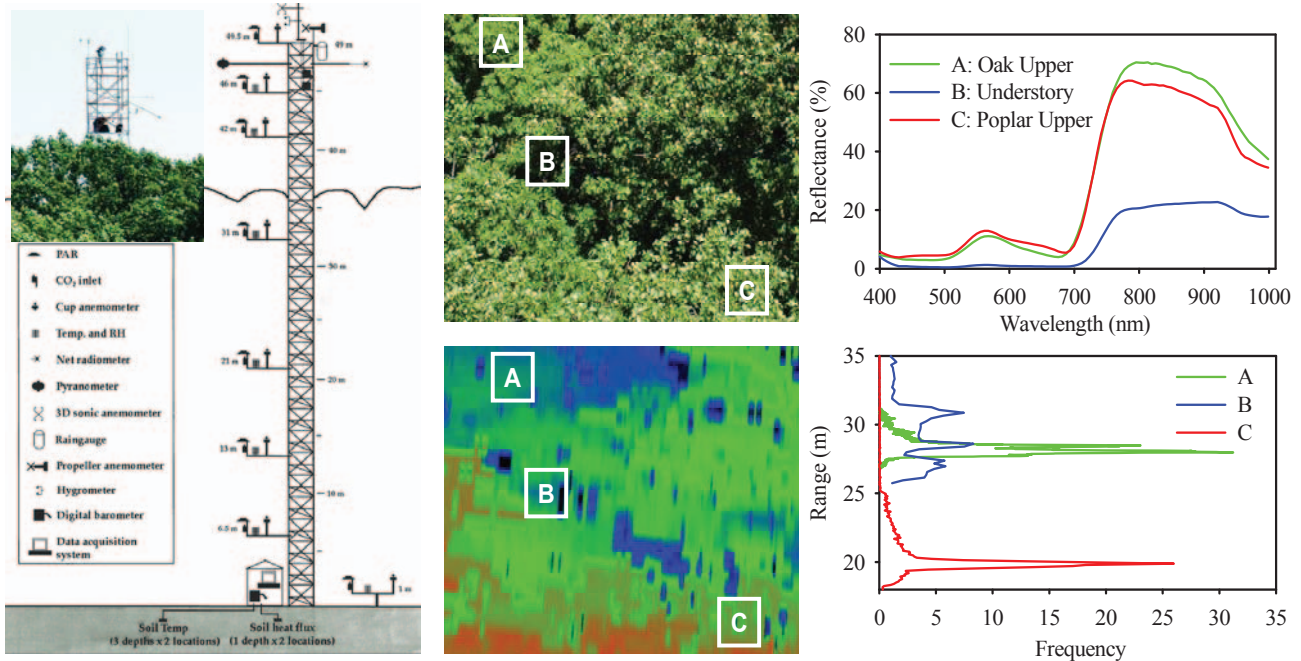 49.5 m
49 m
46 m
42 m
40 m
31 m
30 m
21 m
20 m
13 m
10 m
6.5 m
1 m
PAR
CO₂ inlet
Cup anemometer
Temp. and RH
Net radiometer
Pyranometer
3D sonic anemometer
Raingauge
Propeller anemometer
Hygrometer
Digital barometer
Data acquisition
system
Soil Temp
(3 depths x 2 locations)
Soil heat flux
(1 depth x 2 locations)
A
B
C
A
B
C
80
60
40
20
0
Reflectance (%)
A: Oak Upper
B: Understory
C: Poplar Upper
400 500 600 700 800 900 1000
Wavelength (nm)
35
30
25
20
Range (m)
A
B
C
0 5 10 15 20 25 30 35
Frequency